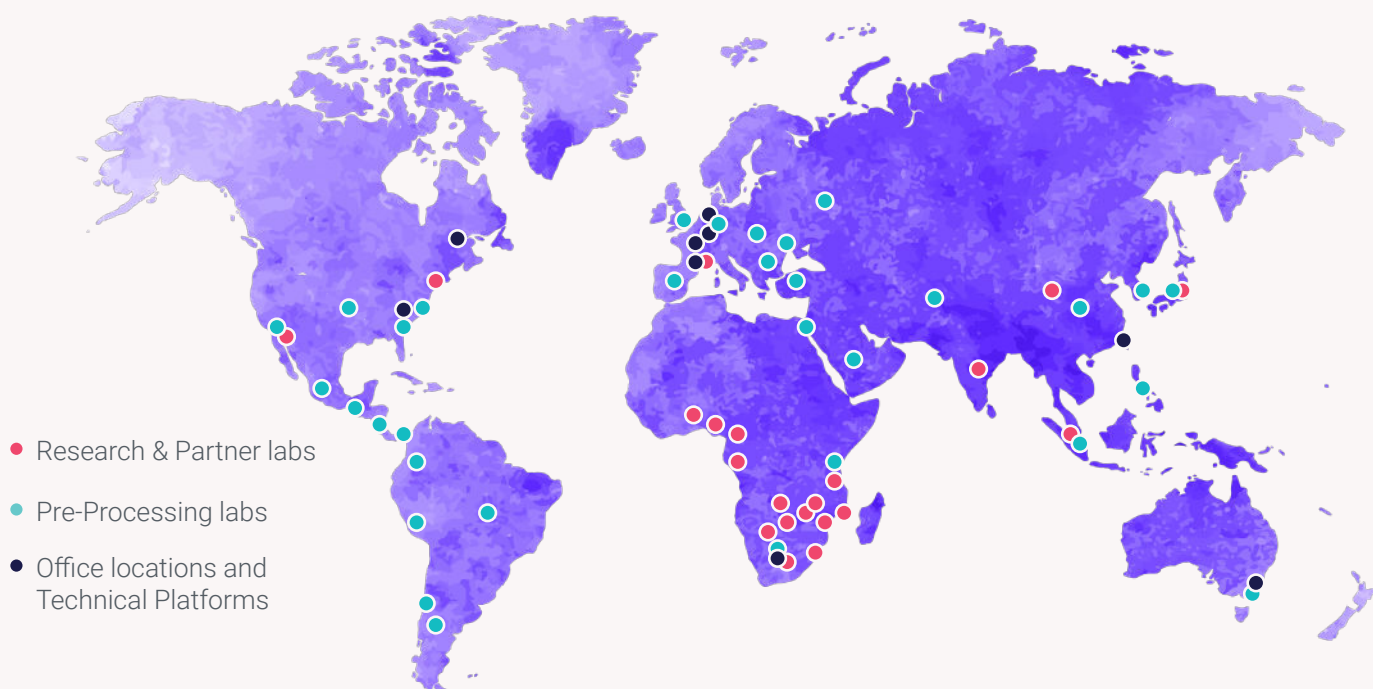 Research & Partner labs
Pre-Processing labs
Office locations and
Technical Platforms